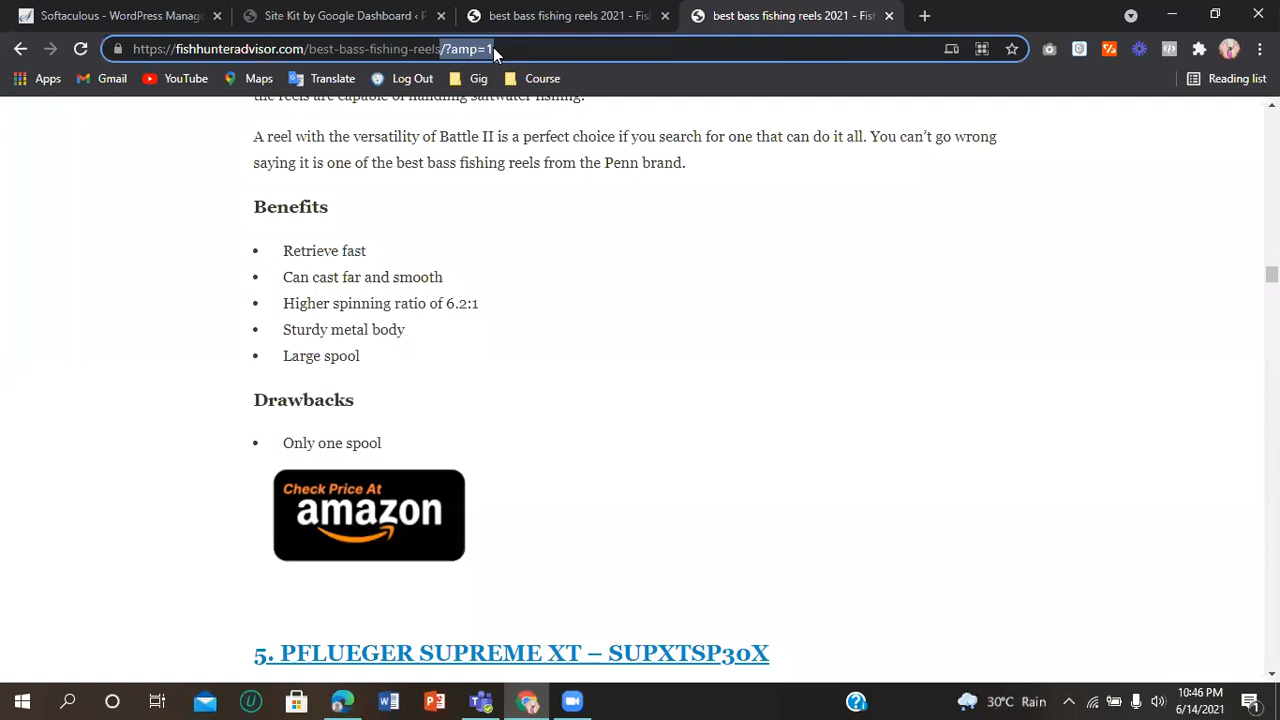 Softaculous - WordPress Manag
Site Kit by Google Dashboard ‹ F
best bass fishing reels 2021 - Fish
best bass fishing reels 2021 - Fish
https://fishhunteradvisor.com/best-bass-fishing-reels/?amp=1
Apps
Gmail
YouTube
Maps
Translate
Log Out
Gig
Course
Reading list
the reels are capable of handling saltwater fishing.
A reel with the versatility of Battle II is a perfect choice if you search for one that can do it all. You can’t go wrong
saying it is one of the best bass fishing reels from the Penn brand.
Benefits
• Retrieve fast
• Can cast far and smooth
• Higher spinning ratio of 6.2:1
• Sturdy metal body
• Large spool
Drawbacks
• Only one spool
Check Price At
amazon
5. PFLUEGER SUPREME XT – SUPXTSP30X
30°C Rain
10:46 PM
6/14/2021